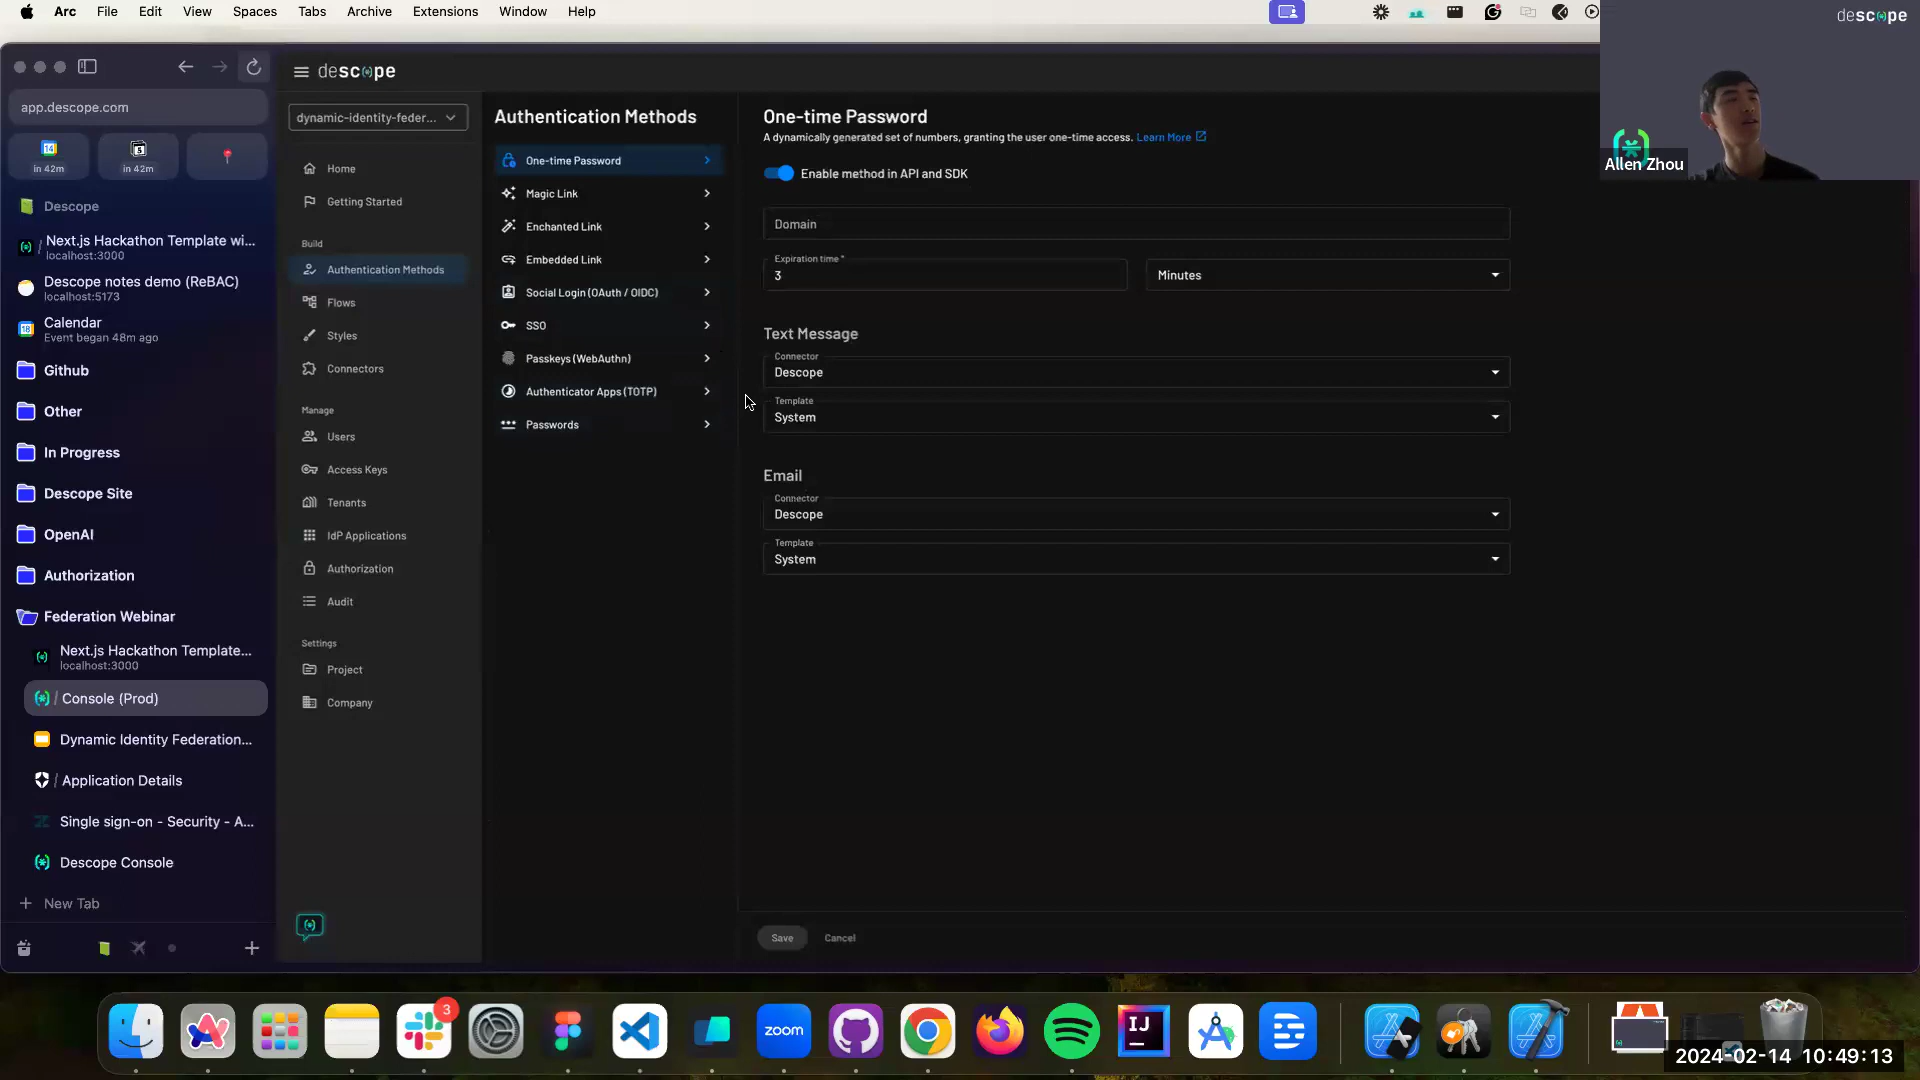 Arc File Edit View Spaces Tabs Archive Extensions Window Help
descope
Allen Zhou
app.descope.com
14
in 42m
in 42m
Descope
Next.js Hackathon Template wi...
localhost:3000
Descope notes demo (ReBAC)
localhost:5173
Calendar
Event began 48m ago
Github
Other
In Progress
Descope Site
OpenAI
Authorization
Federation Webinar
Next.js Hackathon Template...
localhost:3000
/ Console (Prod)
Dynamic Identity Federation...
/ Application Details
Single sign-on - Security - A...
Descope Console
+ New Tab
descope
dynamic-identity-feder...
Home
Getting Started
Build
Authentication Methods
Flows
Styles
Connectors
Manage
Users
Access Keys
Tenants
IdP Applications
Authorization
Audit
Settings
Project
Company
Authentication Methods
One-time Password
Magic Link
Enchanted Link
Embedded Link
Social Login (OAuth / OIDC)
SSO
Passkeys (WebAuthn)
Authenticator Apps (TOTP)
Passwords
One-time Password
A dynamically generated set of numbers, granting the user one-time access. Learn More
Enable method in API and SDK
Domain
Expiration time *
3
Minutes
Text Message
Connector
Descope
Template
System
Email
Connector
Descope
Template
System
Save Cancel
3
zoom
IJ
2024-02-14 10:49:13